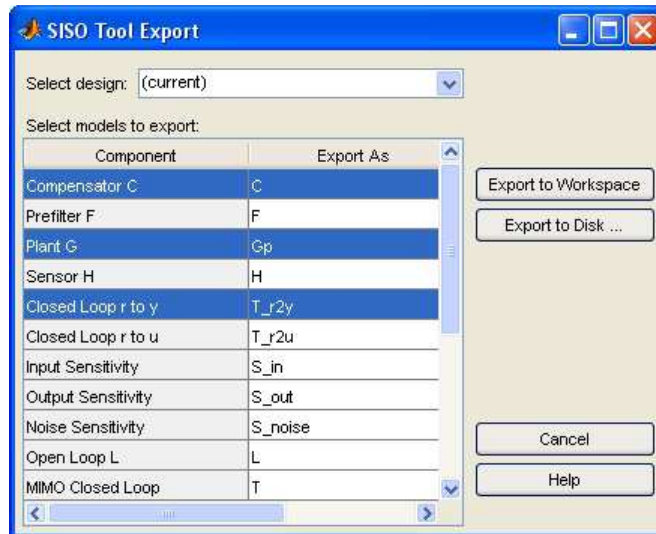 SISO Tool Export
Select design: (current)
Select models to export:
Component Export As
Compensator C C
Prefilter F F
Plant G Gp
Sensor H H
Closed Loop r to y T_r2y
Closed Loop r to u T_r2u
Input Sensitivity S_in
Output Sensitivity S_out
Noise Sensitivity S_noise
Open Loop L L
MIMO Closed Loop T
Export to Workspace
Export to Disk ...
Cancel
Help